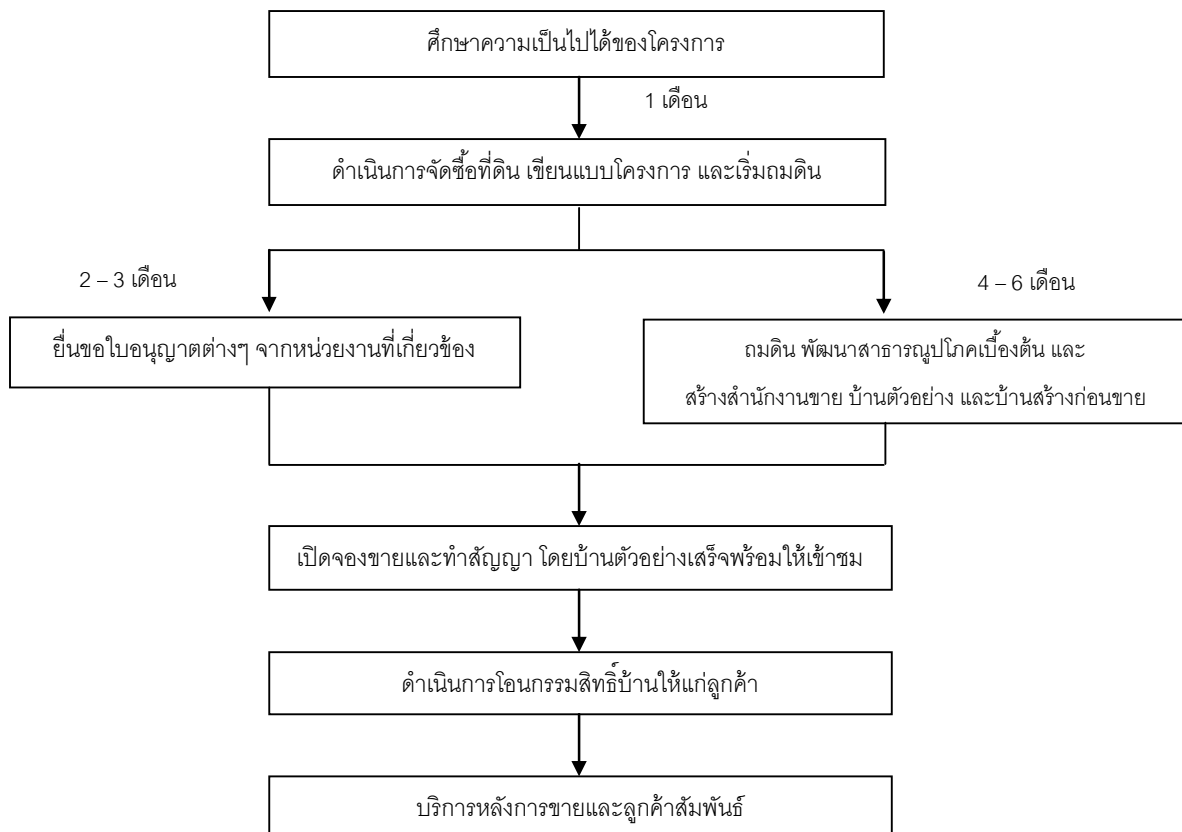 ศึกษาความเป็นไปได้ของโครงการ
1 เดือน
ดำเนินการจัดซื้อที่ดิน เขียนแบบโครงการ และเริ่มถมดิน
2 – 3 เดือน
4 – 6 เดือน
ยื่นขอใบอนุญาตต่างๆ จากหน่วยงานที่เกี่ยวข้อง
ถมดิน พัฒนาสาธารณูปโภคเบื้องต้น และ
สร้างสำนักงานขาย บ้านตัวอย่าง และบ้านสร้างก่อนขาย
เปิดจองขายและทำสัญญา โดยบ้านตัวอย่างเสร็จพร้อมให้เข้าชม
ดำเนินการโอนกรรมสิทธิ์บ้านให้แก่ลูกค้า
บริการหลังการขายและลูกค้าสัมพันธ์